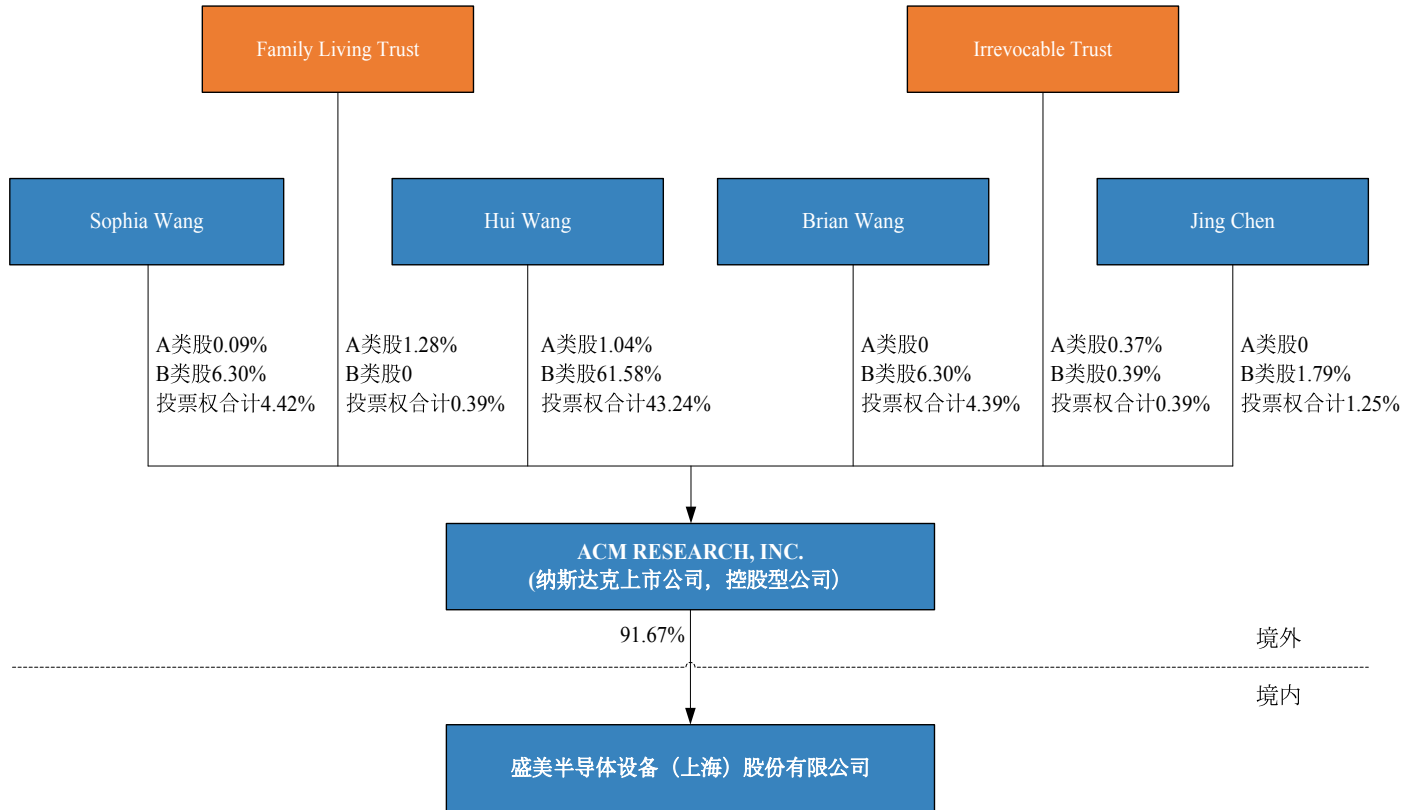 Family Living Trust
Irrevocable Trust
Sophia Wang
Hui Wang
Brian Wang
Jing Chen
A类股0.09%
B类股6.30%
投票权合计4.42%
A类股1.28%
B类股0
投票权合计0.39%
A类股1.04%
B类股61.58%
投票权合计43.24%
A类股0
B类股6.30%
投票权合计4.39%
A类股0.37%
B类股0.39%
投票权合计0.39%
A类股0
B类股1.79%
投票权合计1.25%
ACM RESEARCH, INC.
(纳斯达克上市公司，控股型公司）
91.67%
境外
境内
盛美半导体设备（上海）股份有限公司